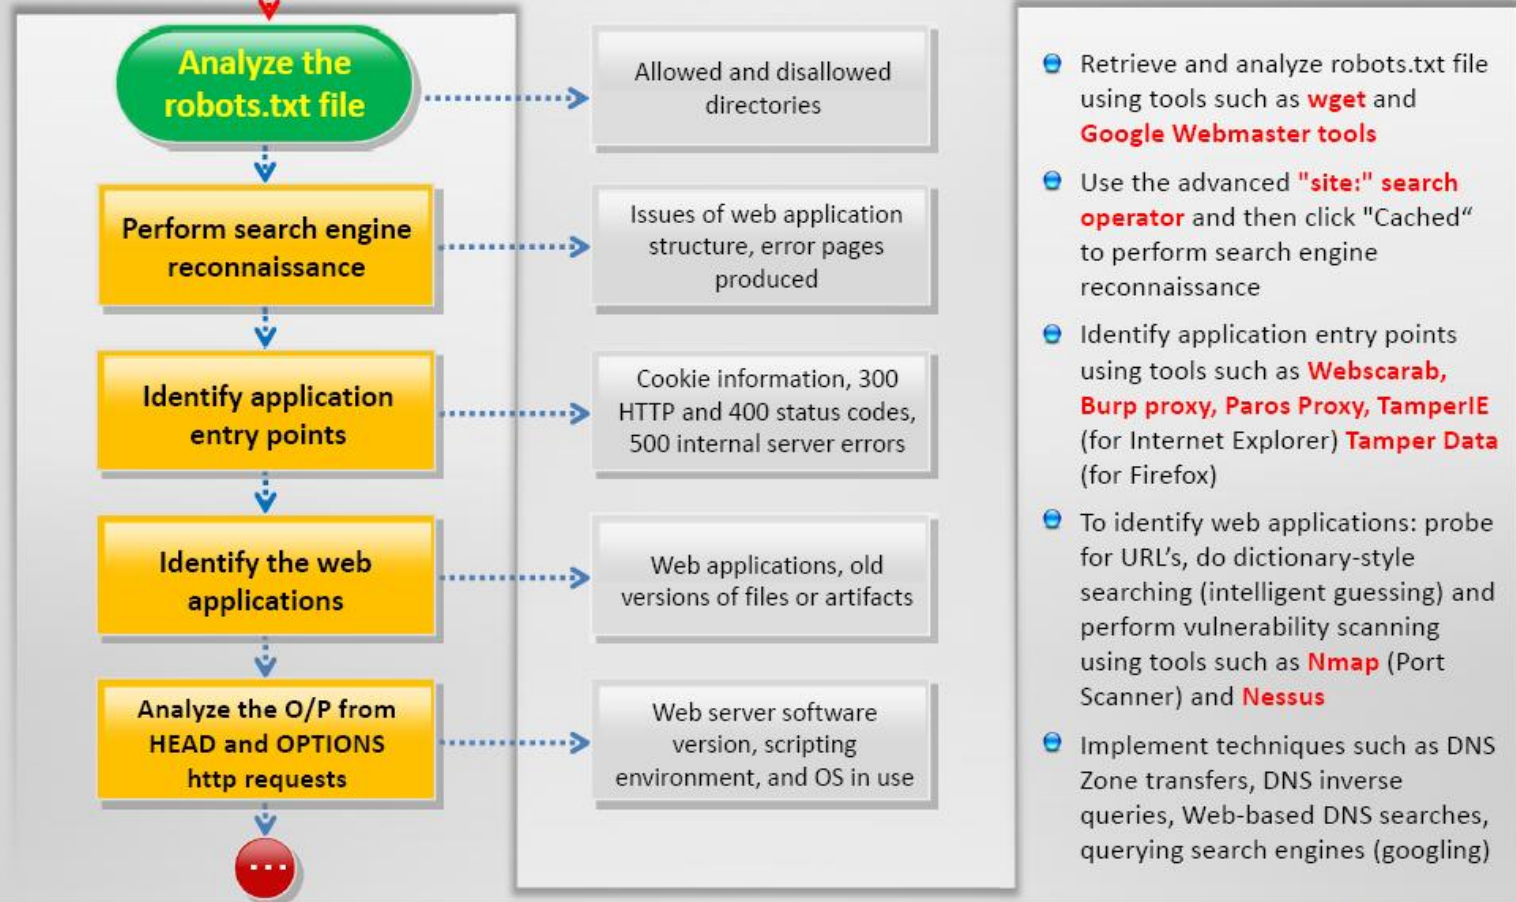 Analyze the
robots.txt file
Allowed and disallowed
directories
Perform search engine
reconnaissance
Issues of web application
structure, error pages
produced
Identify application
entry points
Cookie information, 300
HTTP and 400 status codes,
500 internal server errors
Identify the web
applications
Web applications, old
versions of files or artifacts
Analyze the O/P from
HEAD and OPTIONS
http requests
Web server software
version, scripting
environment, and OS in use
...
Retrieve and analyze robots.txt file
using tools such as wget and
Google Webmaster tools
Use the advanced "site:" search
operator and then click "Cached“
to perform search engine
reconnaissance
Identify application entry points
using tools such as Webscarab,
Burp proxy, Paros Proxy, TamperIE
(for Internet Explorer) Tamper Data
(for Firefox)
To identify web applications: probe
for URL’s, do dictionary-style
searching (intelligent guessing) and
perform vulnerability scanning
using tools such as Nmap (Port
Scanner) and Nessus
Implement techniques such as DNS
Zone transfers, DNS inverse
queries, Web-based DNS searches,
querying search engines (googling)